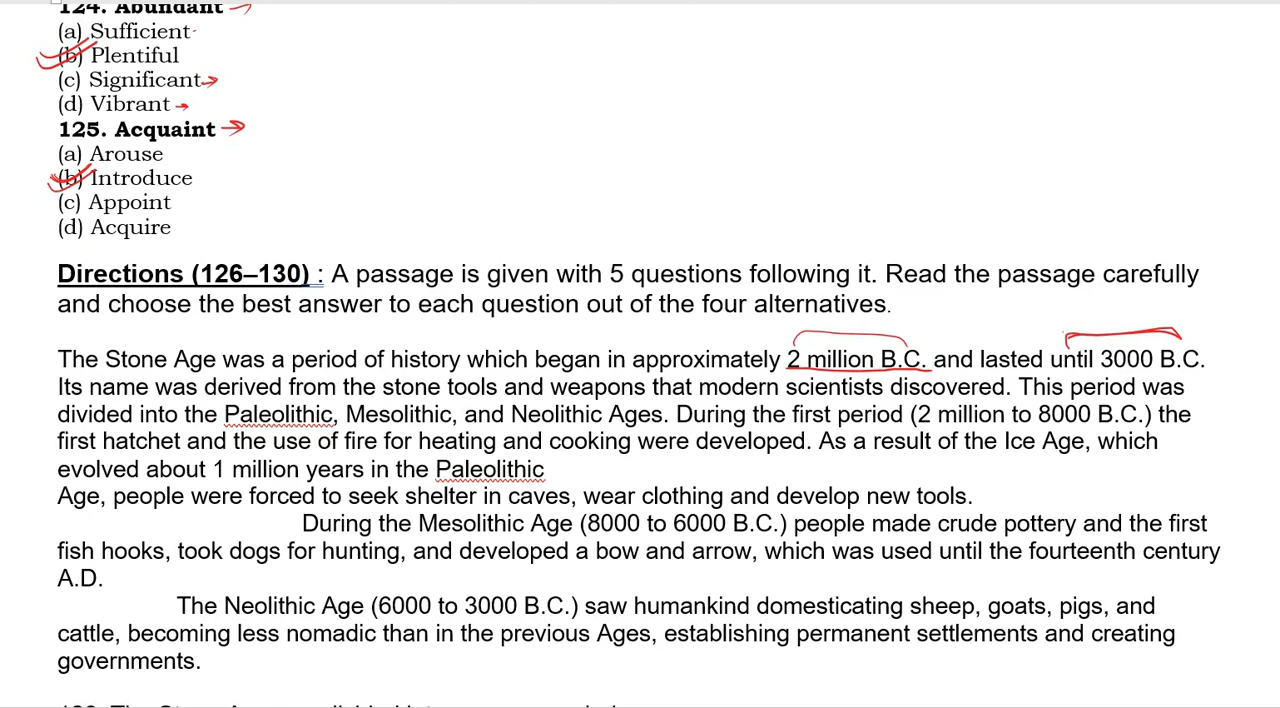 124. Abundant
(a) Sufficient
(b) Plentiful
(c) Significant
(d) Vibrant
125. Acquaint
(a) Arouse
(b) Introduce
(c) Appoint
(d) Acquire
Directions (126–130) : A passage is given with 5 questions following it. Read the passage carefully
and choose the best answer to each question out of the four alternatives.
The Stone Age was a period of history which began in approximately 2 million B.C. and lasted until 3000 B.C.
Its name was derived from the stone tools and weapons that modern scientists discovered. This period was
divided into the Paleolithic, Mesolithic, and Neolithic Ages. During the first period (2 million to 8000 B.C.) the
first hatchet and the use of fire for heating and cooking were developed. As a result of the Ice Age, which
evolved about 1 million years in the Paleolithic
Age, people were forced to seek shelter in caves, wear clothing and develop new tools.
During the Mesolithic Age (8000 to 6000 B.C.) people made crude pottery and the first
fish hooks, took dogs for hunting, and developed a bow and arrow, which was used until the fourteenth century
A.D.
The Neolithic Age (6000 to 3000 B.C.) saw humankind domesticating sheep, goats, pigs, and
cattle, becoming less nomadic than in the previous Ages, establishing permanent settlements and creating
governments.